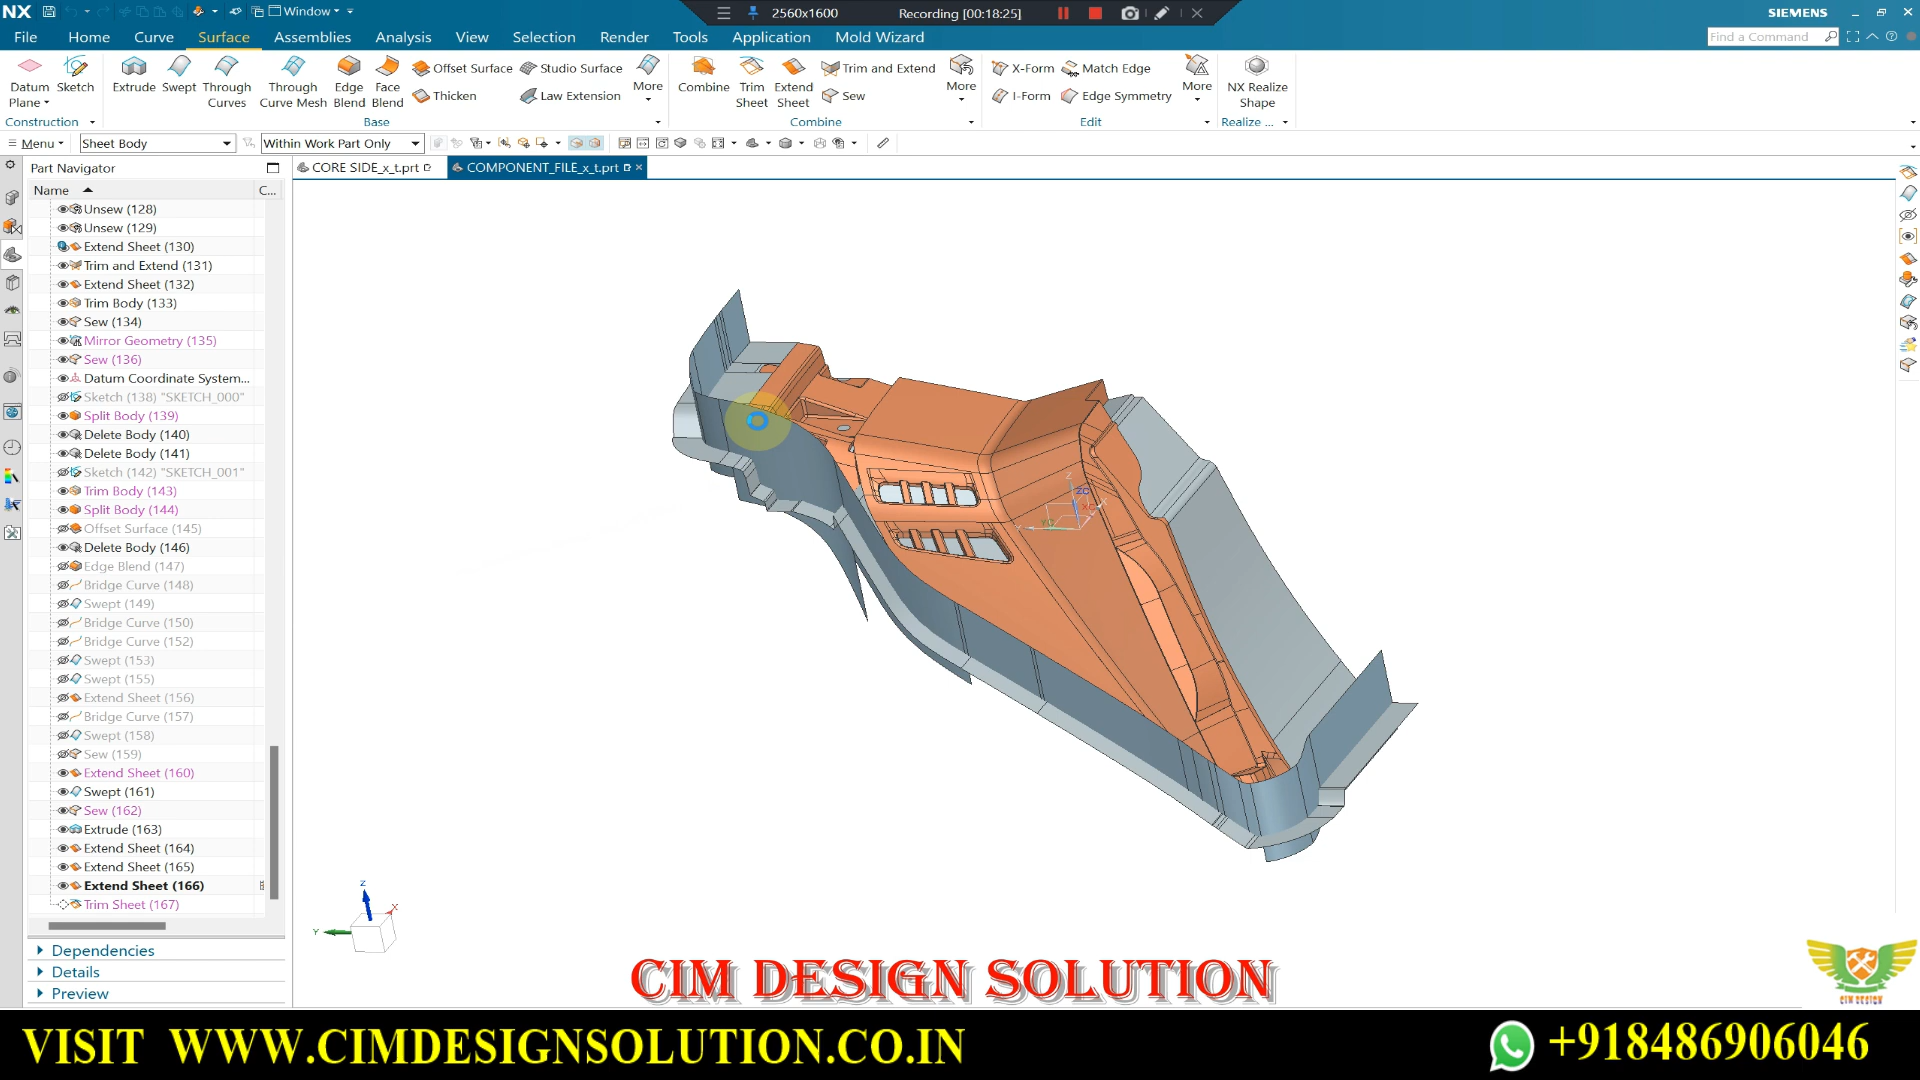 NX
Window
2560x1600
Recording [00:18:25]
SIEMENS
File Home Curve Surface Assemblies Analysis View Selection Render Tools Application Mold Wizard
Find a Command
Datum Plane
Sketch
Extrude
Swept
Through Curves
Through Curve Mesh
Edge Blend
Face Blend
Offset Surface
Thicken
Studio Surface
Law Extension
More
Combine
Trim Sheet
Extend Sheet
Trim and Extend
Sew
More
X-Form
I-Form
Match Edge
Edge Symmetry
More
NX Realize Shape
Construction
Base
Combine
Edit
Realize ...
Menu
Sheet Body
Within Work Part Only
Part Navigator
CORE SIDE_x_t.prt
COMPONENT_FILE_x_t.prt
Name
C...
Unsew (128)
Unsew (129)
Extend Sheet (130)
Trim and Extend (131)
Extend Sheet (132)
Trim Body (133)
Sew (134)
Mirror Geometry (135)
Sew (136)
Datum Coordinate System...
Sketch (138) "SKETCH_000"
Split Body (139)
Delete Body (140)
Delete Body (141)
Sketch (142) "SKETCH_001"
Trim Body (143)
Split Body (144)
Offset Surface (145)
Delete Body (146)
Edge Blend (147)
Bridge Curve (148)
Swept (149)
Bridge Curve (150)
Bridge Curve (152)
Swept (153)
Swept (155)
Extend Sheet (156)
Bridge Curve (157)
Swept (158)
Sew (159)
Extend Sheet (160)
Swept (161)
Sew (162)
Extrude (163)
Extend Sheet (164)
Extend Sheet (165)
Extend Sheet (166)
Trim Sheet (167)
Dependencies
Details
Preview
Z
ZC
XC
YC
Z
X
Y
CIM DESIGN SOLUTION
CIM DESIGN
VISIT WWW.CIMDESIGNSOLUTION.CO.IN
+918486906046